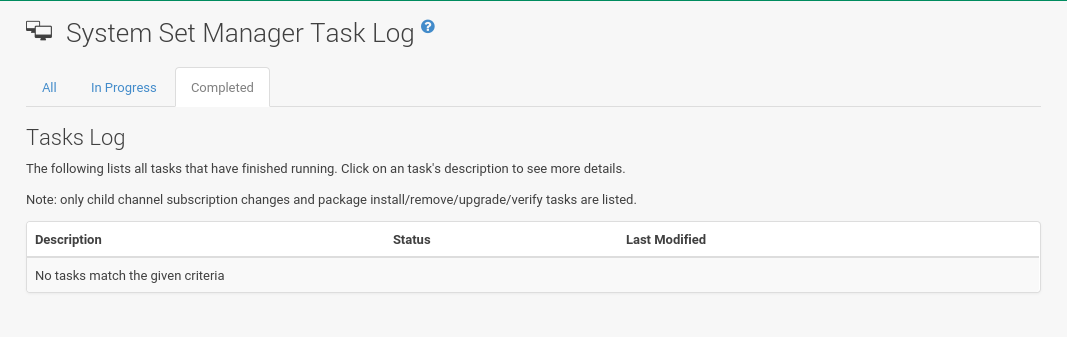 System Set Manager Task Log ?
All In Progress Completed
Tasks Log
The following lists all tasks that have finished running. Click on an task's description to see more details.
Note: only child channel subscription changes and package install/remove/upgrade/verify tasks are listed.
Description Status Last Modified
No tasks match the given criteria